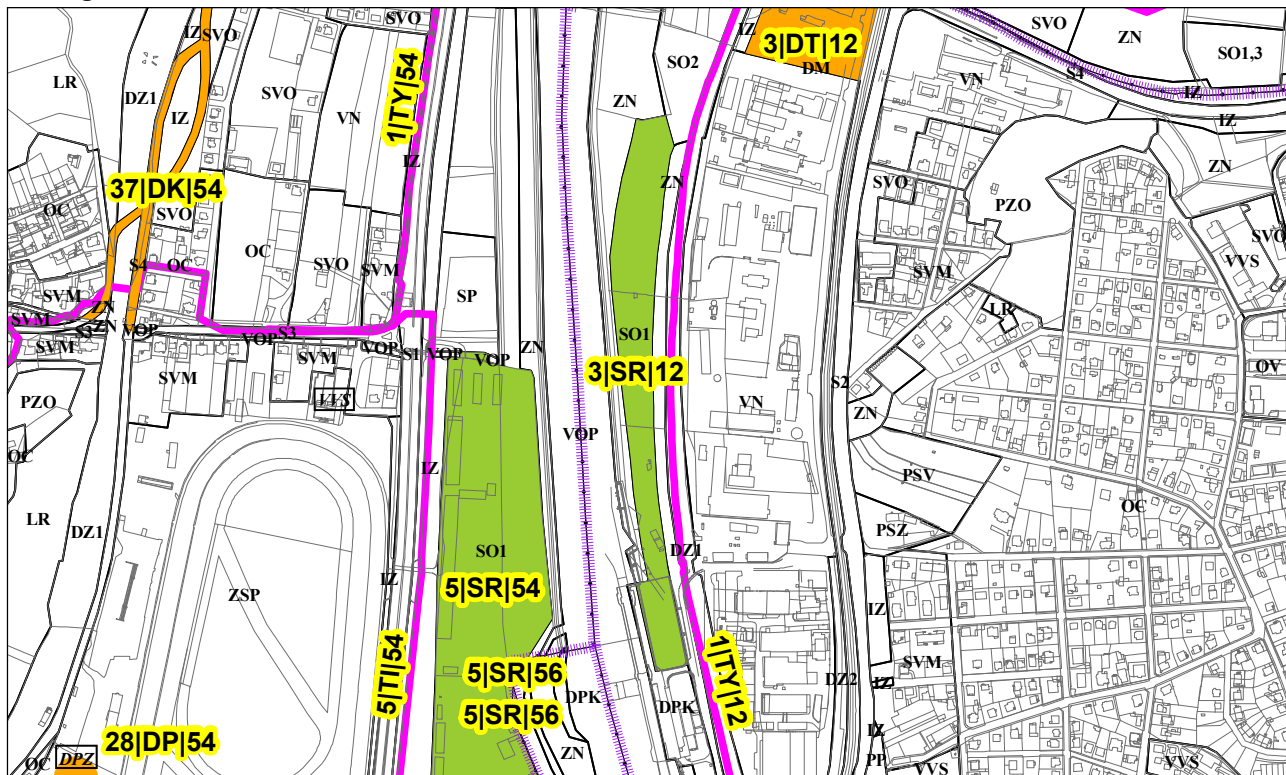 IZ
SVO
SVO
IZ
3|DT|12
SVO
ZN
SO1,3
LR
DZ1
IZ
SVO
VN
1|TY|54
SO2
DM
VN
S4
IZ
IZ
ZN
IZ
ZN
ZN
OC
37|DK|54
SVO
SVO
PZO
SVO
OC
SVO
SVM
VVS
S4
OC
SVM
SP
LR
SVM
ZN
SVM
S3
ZN
VOP
VOP
S3
SO1
SVM
SVM
VOP
S1
VOP
VOP
ZN
3|SR|12
SVM
S2
OV
PZO
VVS
VN
ZN
VOP
OC
IZ
PSV
OC
LR
DZ1
PSZ
SO1
DZ1
ZSP
IZ
5|SR|54
IZ
5|TI|54
5|SR|56
1|TY|12
SVM
DPK
DPK
DZ2
IZ
5|SR|56
28|DP|54
IZ
ZN
OC
DPZ
PP
VVS
VVS